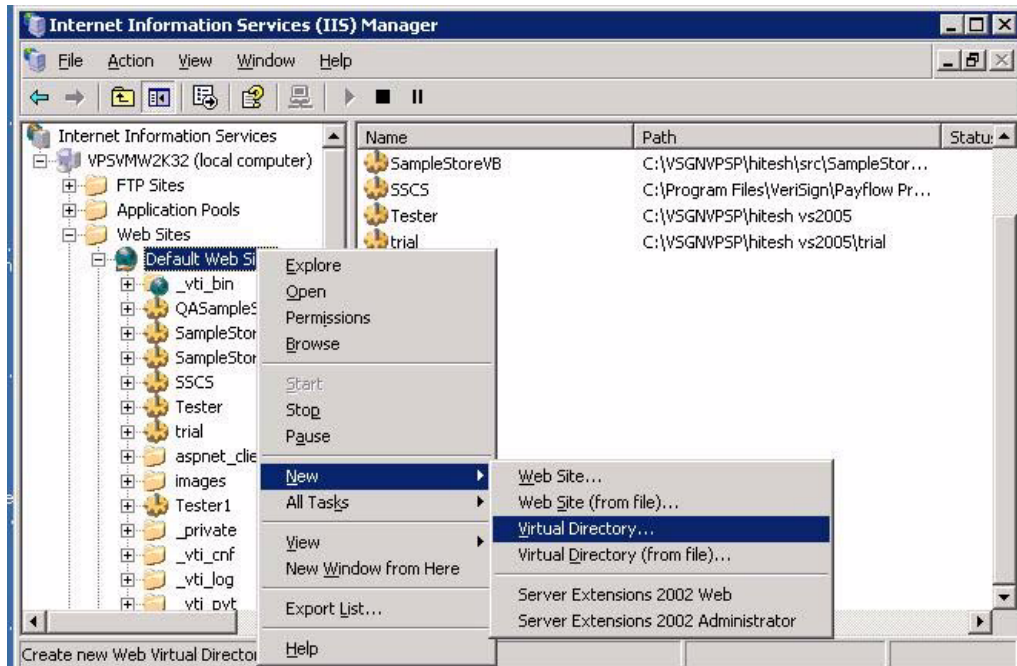 Internet Information Services (IIS) Manager
File Action View Window Help
Internet Information Services
VPSVMW2K32 (local computer)
FTP Sites
Application Pools
Web Sites
Default Web Si
_vti_bin
QASampleS
SampleStor
SampleStor
SSCS
Tester
trial
aspnet_clie
images
Tester1
_private
_vti_cnf
_vti_log
_vti_pvt
Name Path Statu
SampleStoreVB C:\VSGNVPSP\hitesh\src\SampleStor...
SSCS C:\Program Files\VeriSign\Payflow Pr...
Tester C:\VSGNVPSP\hitesh vs2005
trial C:\VSGNVPSP\hitesh vs2005\trial
Explore
Open
Permissions
Browse
Start
Stop
Pause
New
All Tasks
View
New Window from Here
Export List...
Help
Web Site...
Web Site (from file)...
Virtual Directory...
Virtual Directory (from file)...
Server Extensions 2002 Web
Server Extensions 2002 Administrator
Create new Web Virtual Director